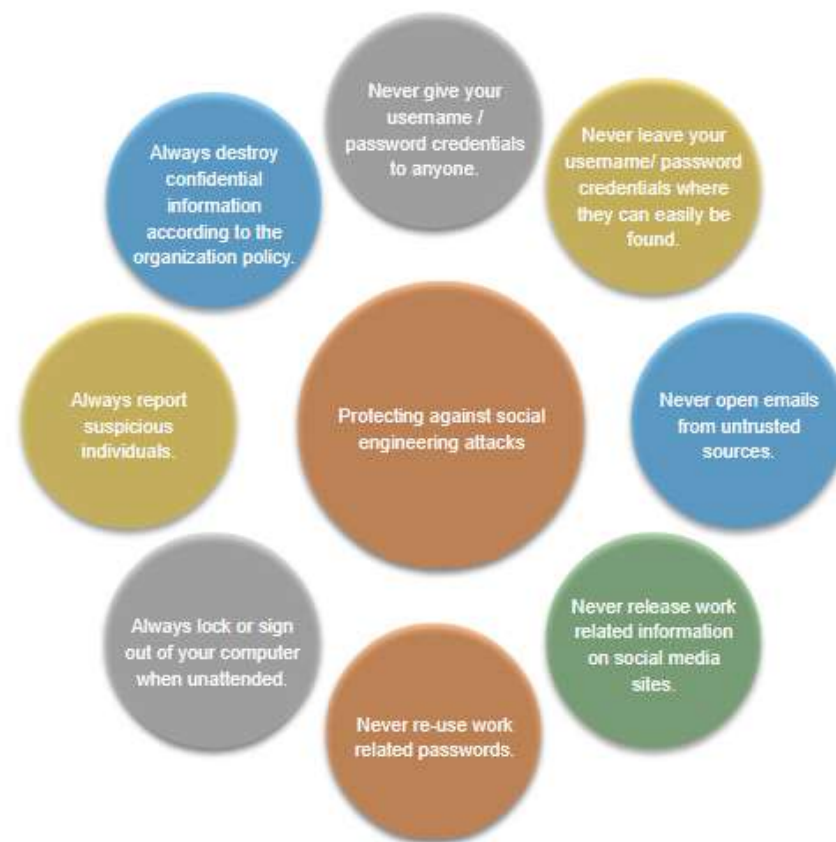 Never give your
username /
password credentials
to anyone.
Never leave your
username/ password
credentials where
they can easily be
found.
Never open emails
from untrusted
sources.
Never release work
related information
on social media
sites.
Never re-use work
related passwords.
Always lock or sign
out of your computer
when unattended.
Always report
suspicious
individuals.
Always destroy
confidential
information
according to the
organization policy.
Protecting against social
engineering attacks